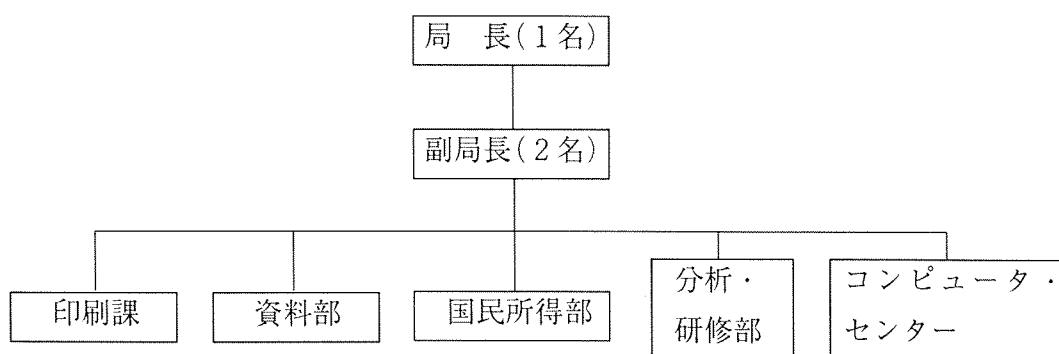 局　長(1名)
副局長(2名)
印刷課
資料部
国民所得部
分析・
研修部
コンピュータ・
センター